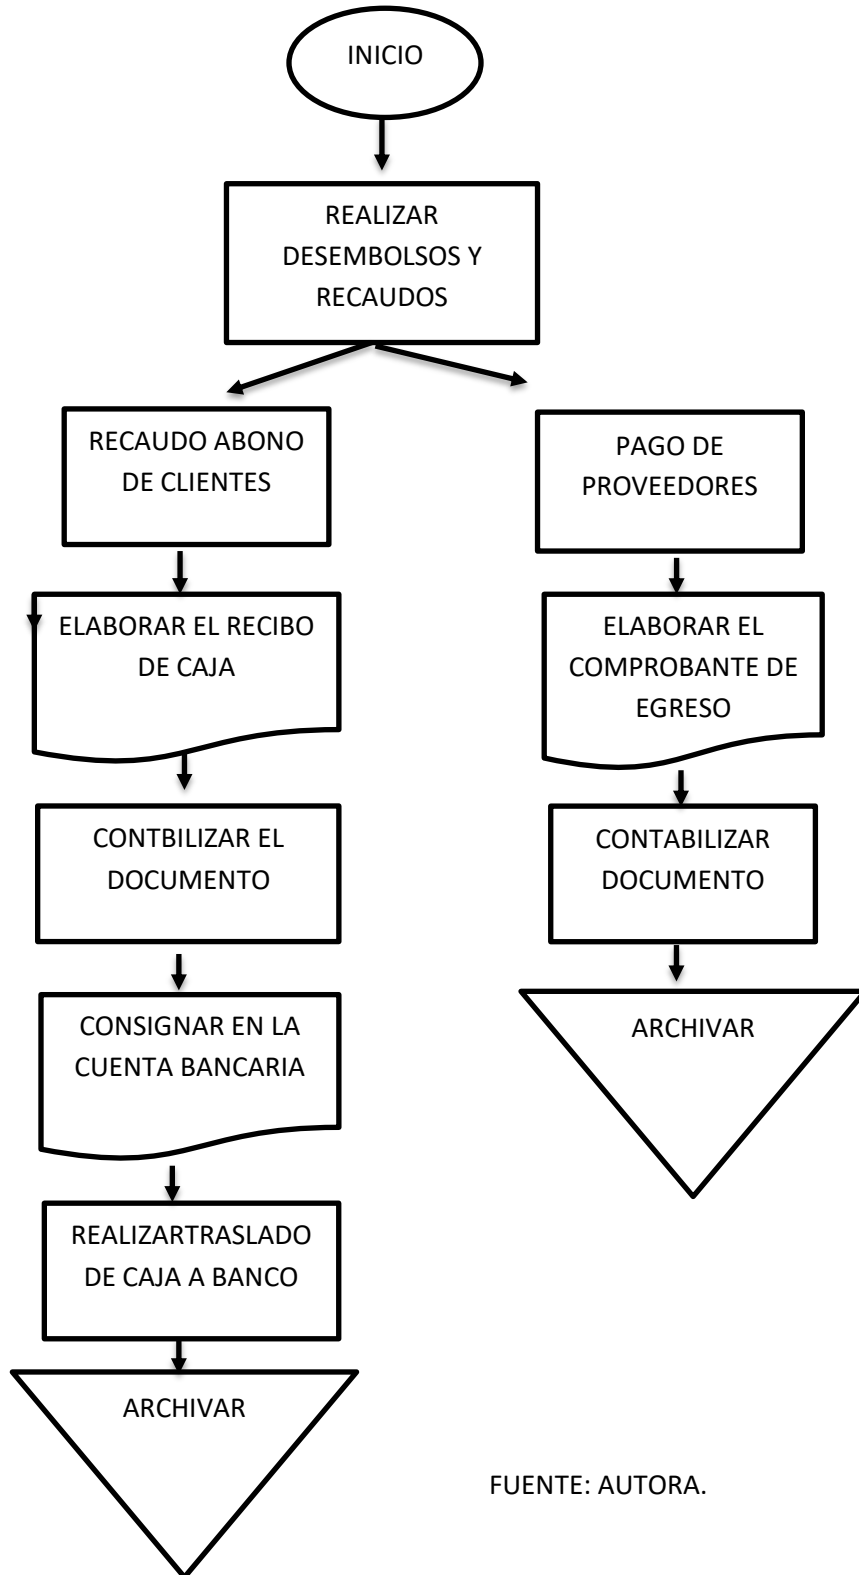 INICIO
REALIZAR
DESEMBOLSOS Y
RECAUDOS
RECAUDO ABONO
DE CLIENTES
PAGO DE
PROVEEDORES
ELABORAR EL RECIBO
DE CAJA
ELABORAR EL
COMPROBANTE DE
EGRESO
CONTBILIZAR EL
DOCUMENTO
CONTABILIZAR
DOCUMENTO
CONSIGNAR EN LA
CUENTA BANCARIA
ARCHIVAR
REALIZARTRASLADO
DE CAJA A BANCO
ARCHIVAR
FUENTE: AUTORA.